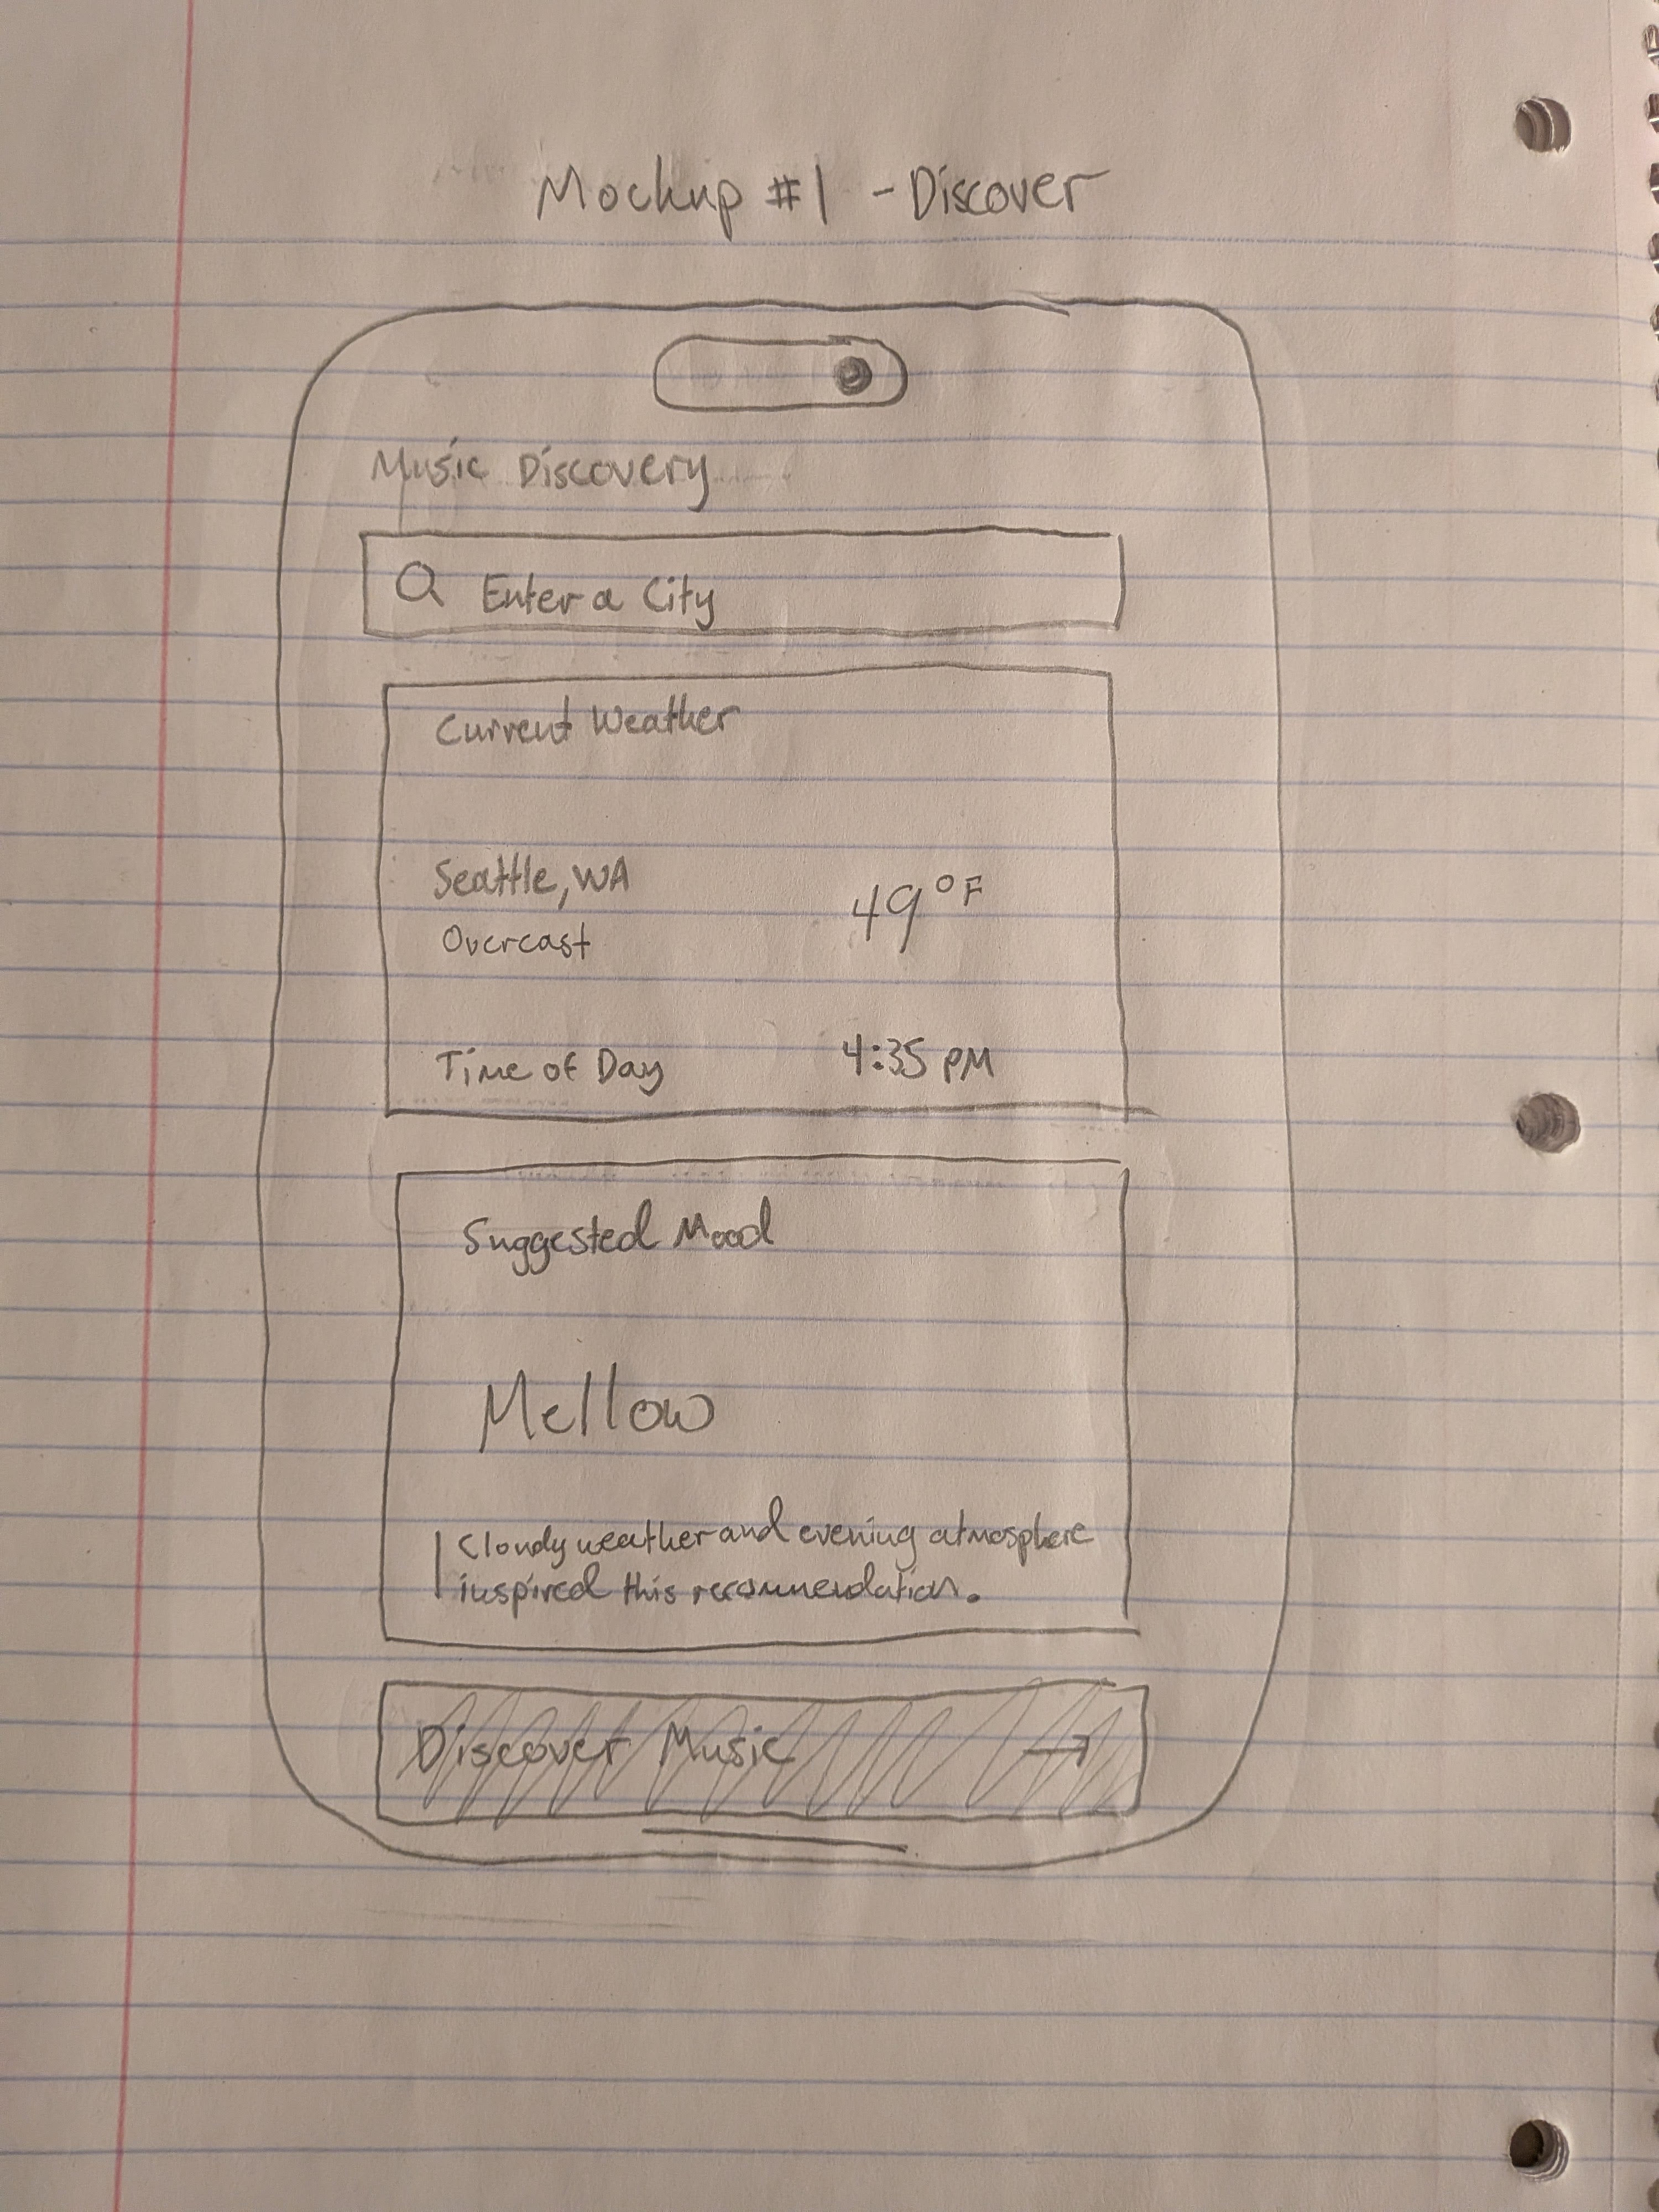 Mockup #1 - Discover
Music Discovery
Enter a City
Current Weather
Seattle, WA
49°F
Overcast
Time of Day
4:35 PM
Suggested Mood
Mellow
Cloudy weather and evening atmosphere
inspired this recommendation.
Discover Music →